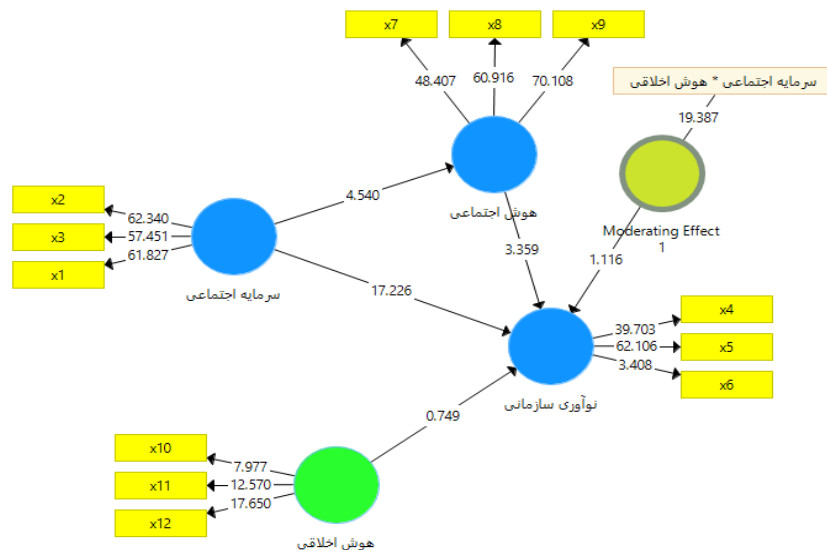 x7
x8
x9
48.407
60.916
70.108
سرمایه اجتماعی * هوش اخلاقی
19.387
x2
x3
x1
62.340
57.451
61.827
سرمایه اجتماعی
4.540
هوش اجتماعی
3.359
Moderating Effect
1
1.116
17.226
x4
x5
x6
39.703
62.106
3.408
نوآوری سازمانی
0.749
x10
x11
x12
7.977
12.570
17.650
هوش اخلاقی